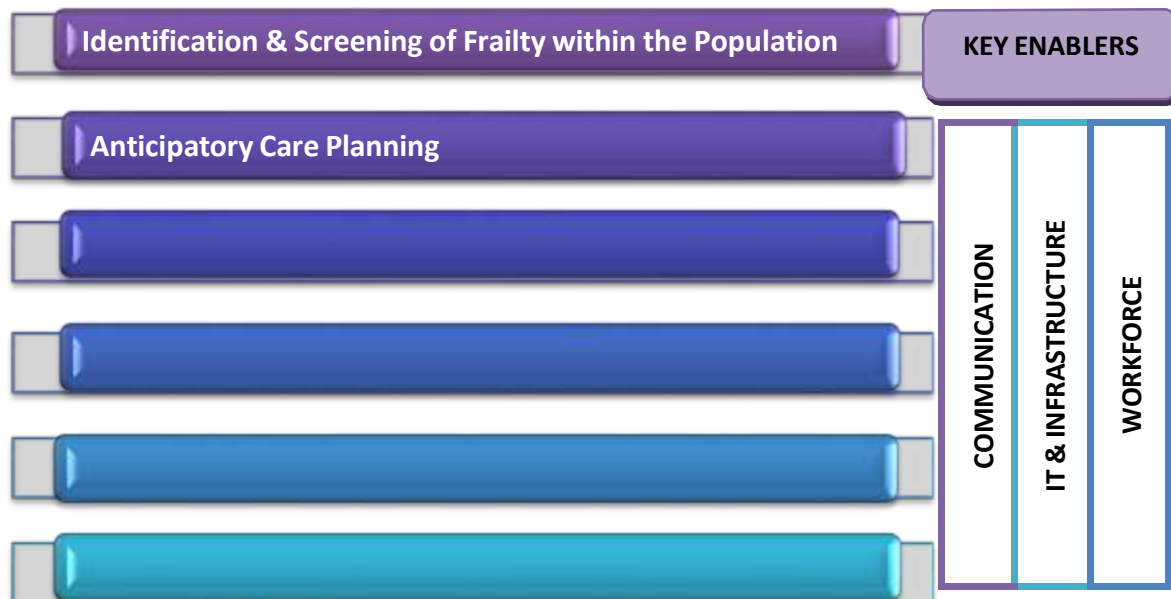 Identification & Screening of Frailty within the Population
KEY ENABLERS
Anticipatory Care Planning
COMMUNICATION
IT & INFRASTRUCTURE
WORKFORCE